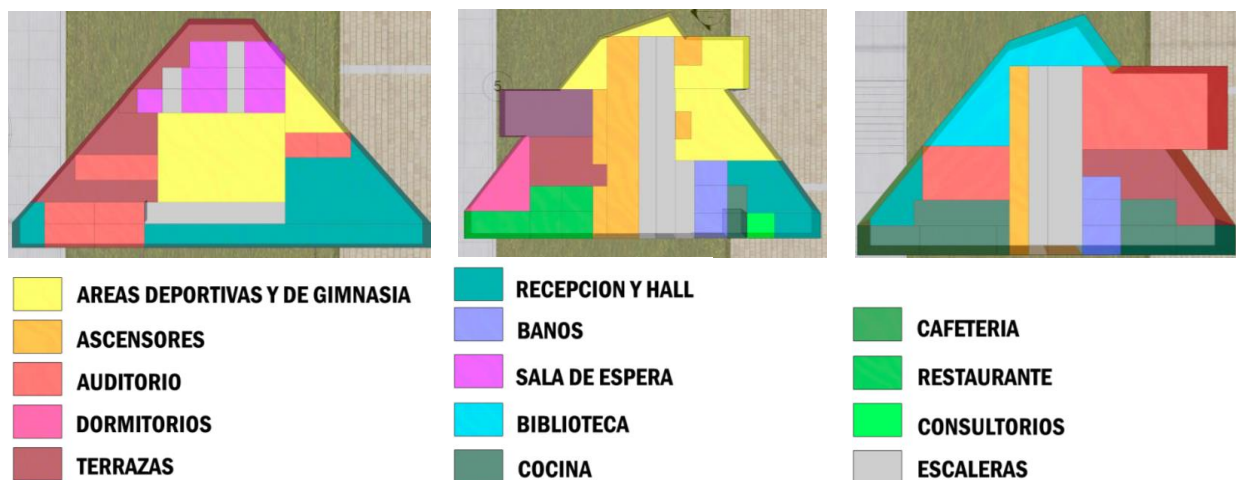 5
AREAS DEPORTIVAS Y DE GIMNASIA
ASCENSORES
AUDITORIO
DORMITORIOS
TERRAZAS
RECEPCION Y HALL
BANOS
SALA DE ESPERA
BIBLIOTECA
COCINA
CAFETERIA
RESTAURANTE
CONSULTORIOS
ESCALERAS